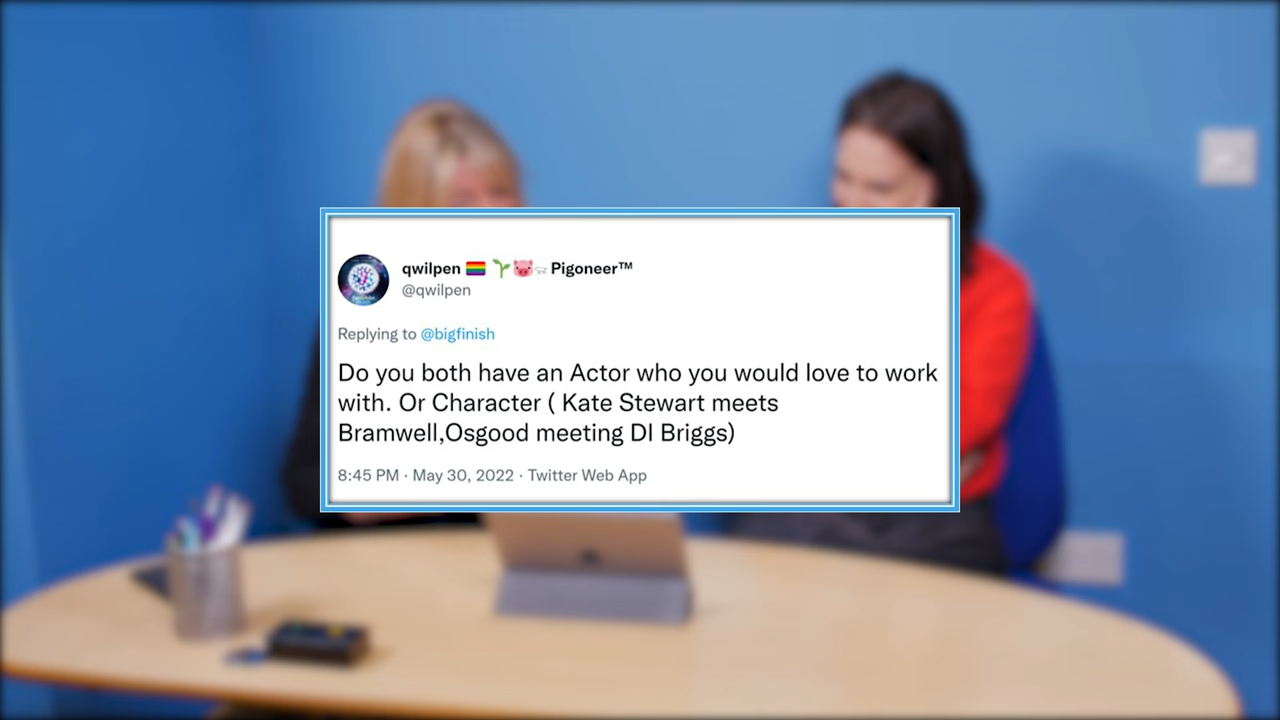 qwilpen 🏳️‍🌈 🌱🐷🐖 Pigoneer™
@qwilpen
Replying to @bigfinish
Do you both have an Actor who you would love to work
with. Or Character ( Kate Stewart meets
Bramwell,Osgood meeting DI Briggs)
8:45 PM · May 30, 2022 · Twitter Web App